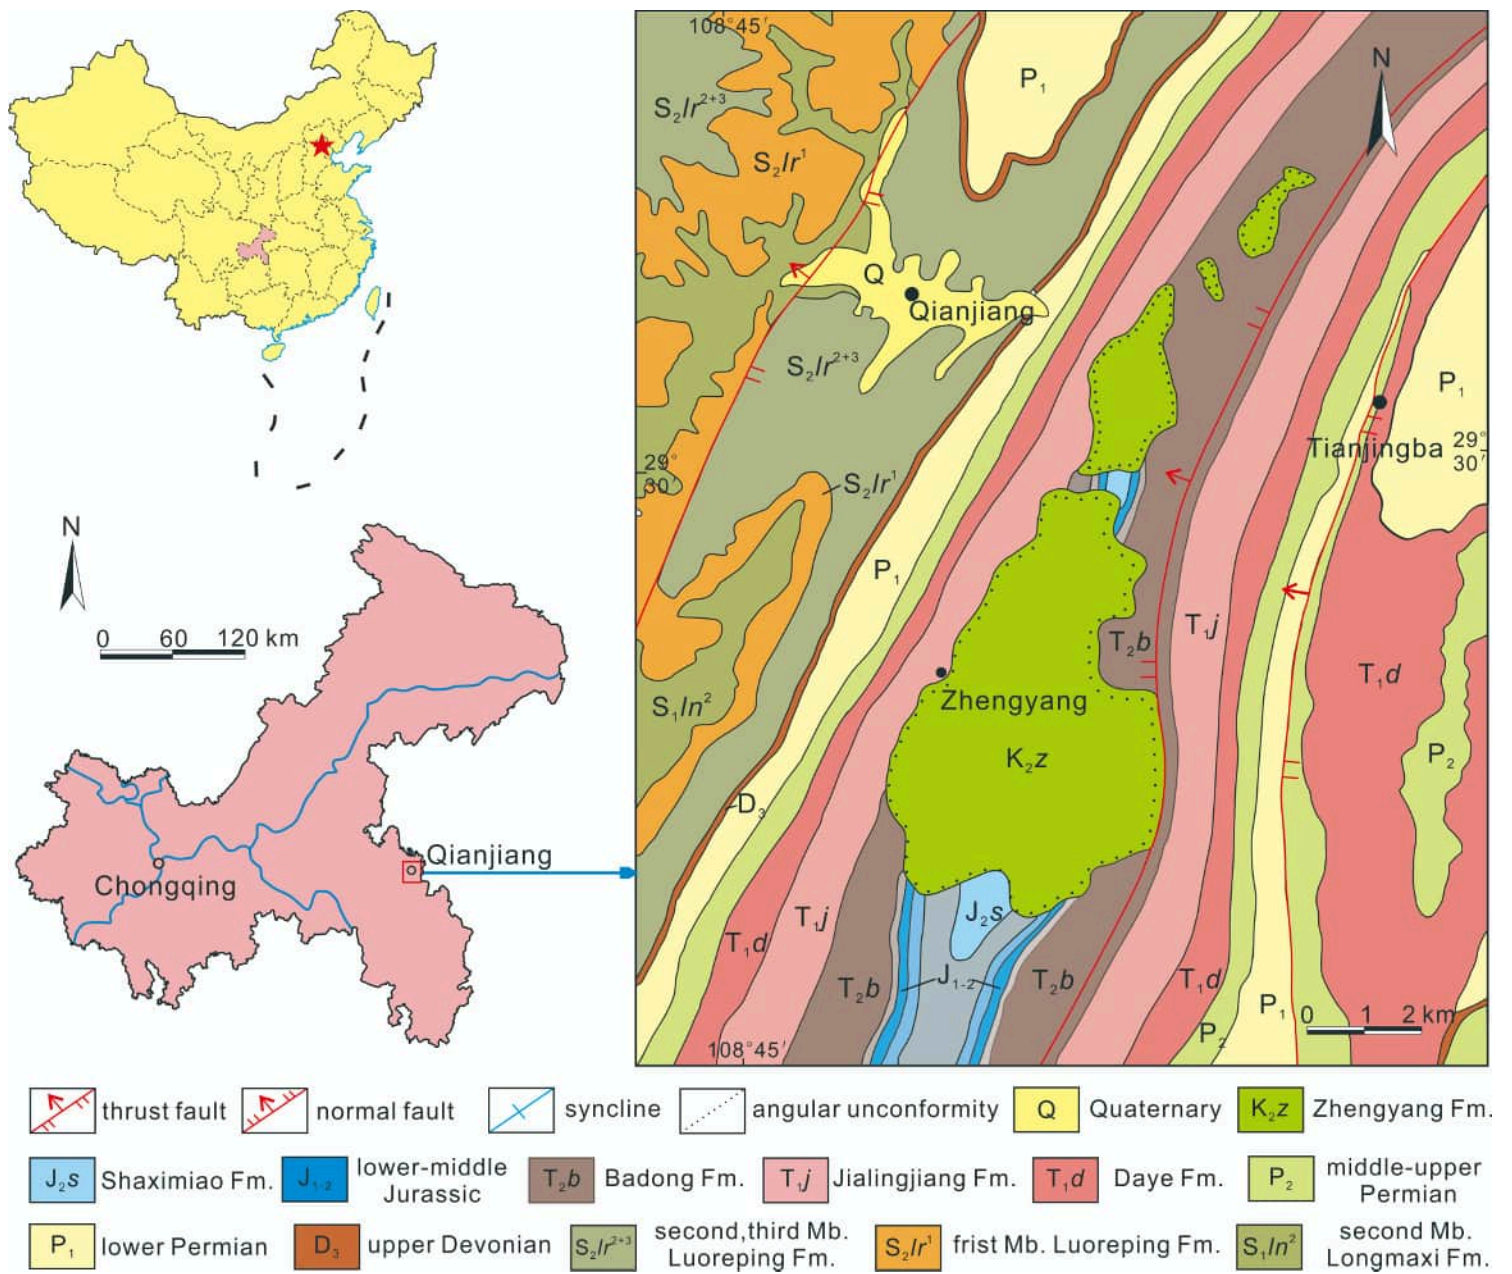 N
0 60 120 km
Qianjiang
Chongqing
108°45′
N
P₁
S₂lr²⁺³
S₂lr¹
Q
Qianjiang
S₂lr²⁺³
P₁
Tianjingba
29°
30′
29°
30′
S₂lr¹
P₁
T₁j
T₂b
T₁d
Zhengyang
S₁ln²
K₂z
P₂
D₃
T₁j
J₂s
T₁d
T₂b
J₁₋₂
T₂b
T₁d
P₁
P₂
0 1 2 km
108°45′
thrust fault
normal fault
syncline
angular unconformity
Q Quaternary
K₂z Zhengyang Fm.
J₂s Shaximiao Fm.
J₁₋₂ lower-middle
Jurassic
T₂b Badong Fm.
T₁j Jialingjiang Fm.
T₁d Daye Fm.
P₂ middle-upper
Permian
P₁ lower Permian
D₃ upper Devonian
S₂lr²⁺³ second,third Mb.
Luoreping Fm.
S₂lr¹ frist Mb. Luoreping Fm.
S₁ln² second Mb.
Longmaxi Fm.